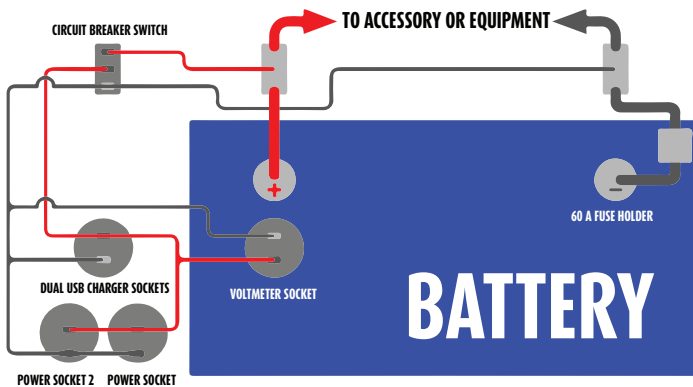 TO ACCESSORY OR EQUIPMENT
CIRCUIT BREAKER SWITCH
+
–
60 A FUSE HOLDER
DUAL USB CHARGER SOCKETS
VOLTMETER SOCKET
BATTERY
POWER SOCKET 2
POWER SOCKET